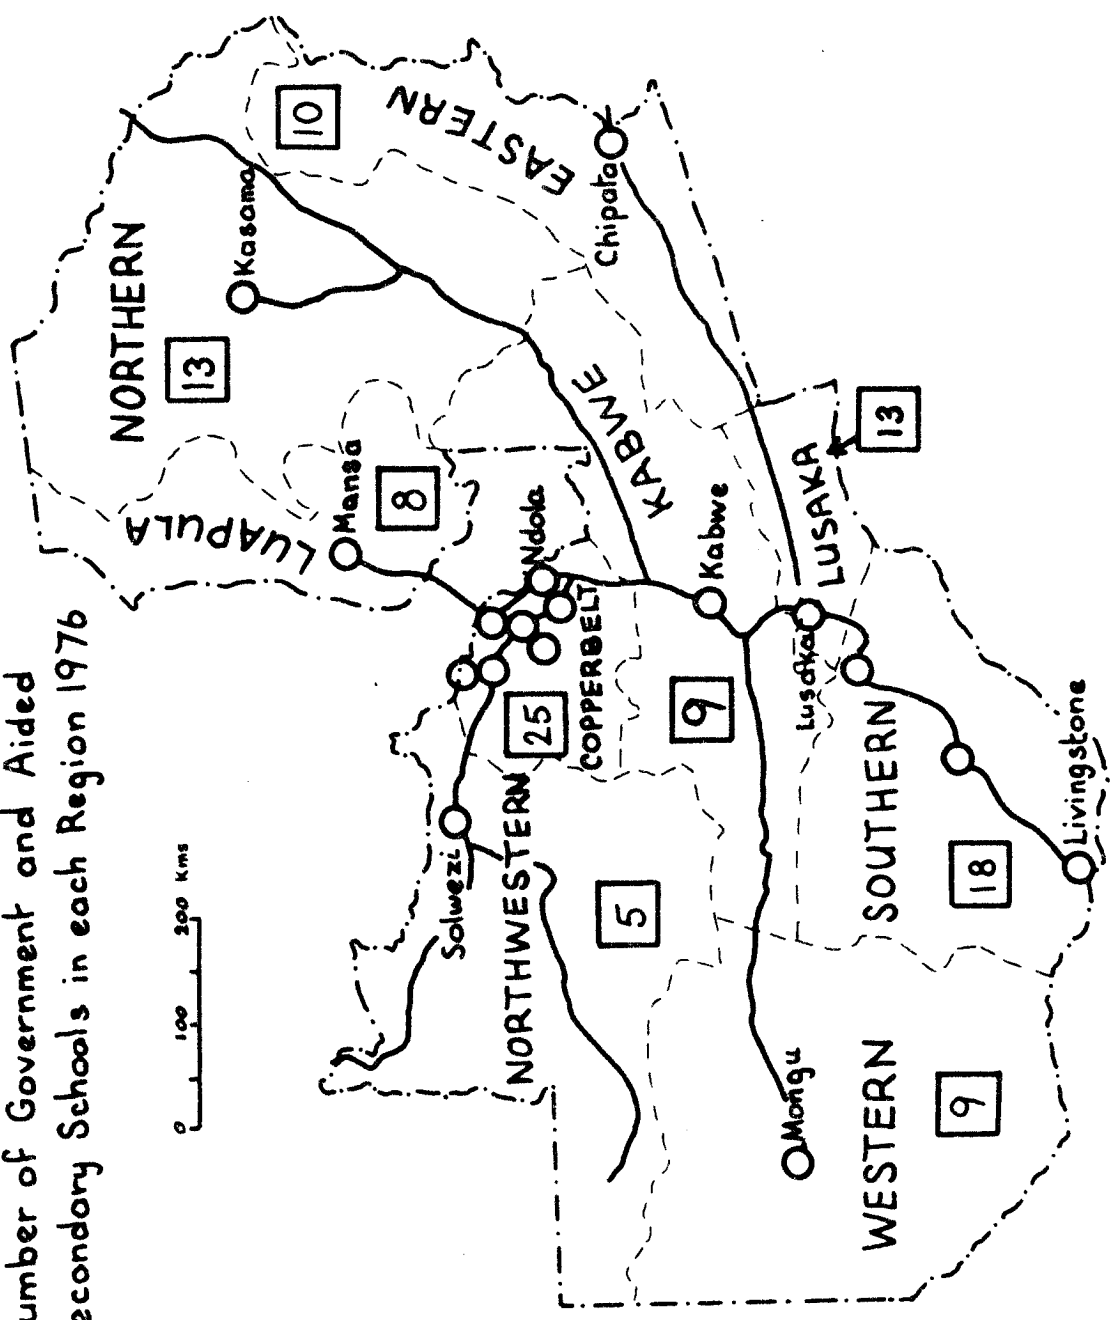 umber of Government and Aided
econdary Schools in each Region 1976
0 100 200 Kms
NORTHERN
Kasama
13
10
EASTERN
Chipata
LUAPULA
Mansa
8
KABWE
Ndola
Kabwe
9
COPPERBELT
25
LUSAKA
Lusaka
13
Solwezi
NORTHWESTERN
5
SOUTHERN
18
Livingstone
Mongu
WESTERN
9